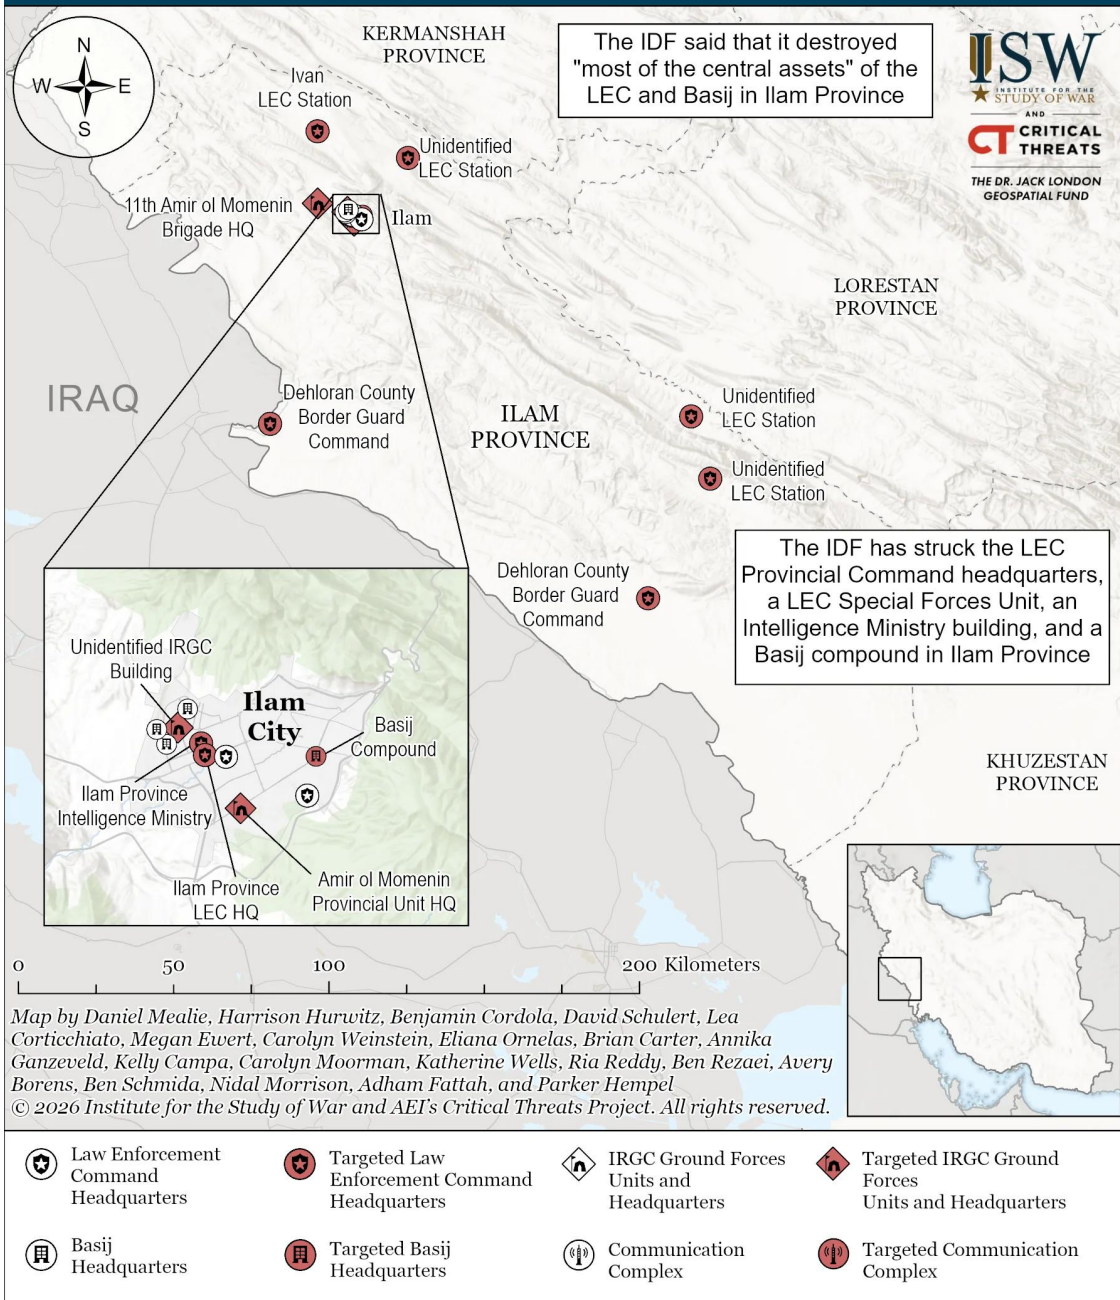 N
W
E
S
KERMANSHAH
PROVINCE
The IDF said that it destroyed
"most of the central assets" of the
LEC and Basij in Ilam Province
ISW
INSTITUTE FOR THE
STUDY OF WAR
AND
CT CRITICAL
THREATS
THE DR. JACK LONDON
GEOSPATIAL FUND
Ivan
LEC Station
Unidentified
LEC Station
11th Amir ol Momenin
Brigade HQ
Ilam
LORESTAN
PROVINCE
IRAQ
Dehloran County
Border Guard
Command
ILAM
PROVINCE
Unidentified
LEC Station
Unidentified
LEC Station
Dehloran County
Border Guard
Command
The IDF has struck the LEC
Provincial Command headquarters,
a LEC Special Forces Unit, an
Intelligence Ministry building, and a
Basij compound in Ilam Province
Unidentified IRGC
Building
Ilam
City
Basij
Compound
Ilam Province
Intelligence Ministry
Ilam Province
LEC HQ
Amir ol Momenin
Provincial Unit HQ
KHUZESTAN
PROVINCE
0 50 100 200 Kilometers
Map by Daniel Mealie, Harrison Hurwitz, Benjamin Cordola, David Schulert, Lea
Corticchiato, Megan Ewert, Carolyn Weinstein, Eliana Ornelas, Brian Carter, Annika
Ganzeveld, Kelly Campa, Carolyn Moorman, Katherine Wells, Ria Reddy, Ben Rezaei, Avery
Borens, Ben Schmida, Nidal Morrison, Adham Fattah, and Parker Hempel
© 2026 Institute for the Study of War and AEI's Critical Threats Project. All rights reserved.
Law Enforcement
Command
Headquarters
Targeted Law
Enforcement Command
Headquarters
IRGC Ground Forces
Units and
Headquarters
Targeted IRGC Ground
Forces
Units and Headquarters
Basij
Headquarters
Targeted Basij
Headquarters
Communication
Complex
Targeted Communication
Complex